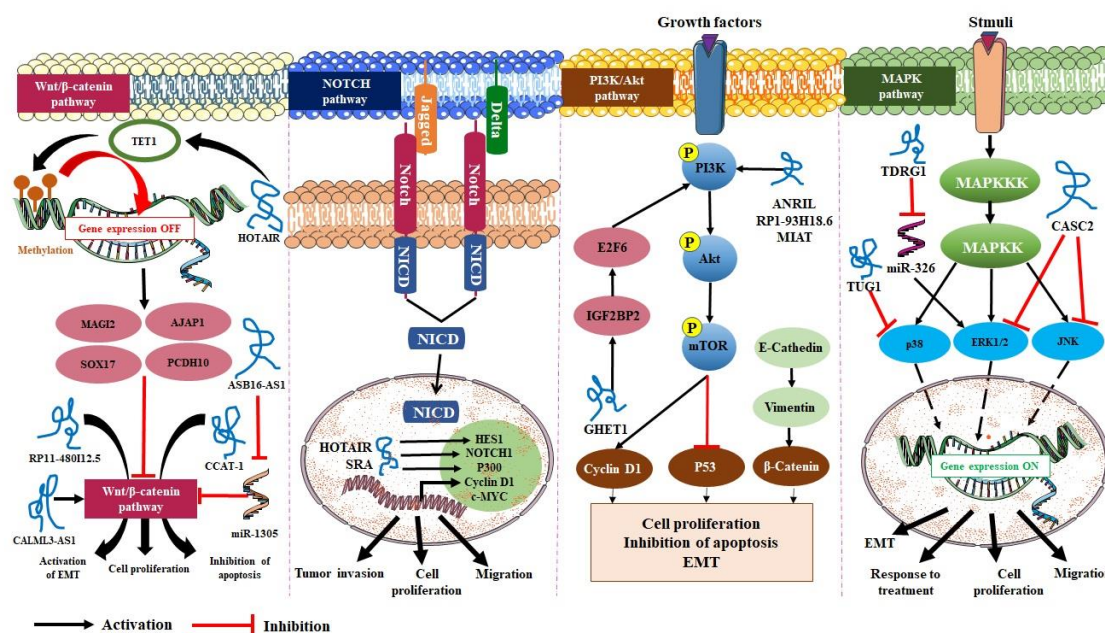 Growth factors
Stmuli
Wnt/β-catenin
pathway
TET1
Gene expression OFF
Methylation
HOTAIR
MAGI2
AJAP1
SOX17
PCDH10
ASB16-AS1
RP11-480I12.5
CCAT-1
Wnt/β-catenin
pathway
CALML3-AS1
miR-1305
Activation
of EMT
Cell proliferation
Inhibition of
apoptosis
NOTCH
pathway
Jagged
Delta
Notch
Notch
NICD
NICD
NICD
NICD
HOTAIR
SRA
HES1
NOTCH1
P300
Cyclin D1
c-MYC
Tumor invasion
Cell
proliferation
Migration
PI3K/Akt
pathway
P
PI3K
ANRIL
RP1-93H18.6
MIAT
E2F6
P
Akt
IGF2BP2
P
mTOR
E-Cathedin
Vimentin
GHET1
Cyclin D1
P53
β-Catenin
Cell proliferation
Inhibition of apoptosis
EMT
MAPK
pathway
TDRG1
MAPKKK
CASC2
MAPKK
miR-326
TUG1
p38
ERK1/2
JNK
Gene expression ON
EMT
Response to
treatment
Cell
proliferation
Migration
Activation
Inhibition